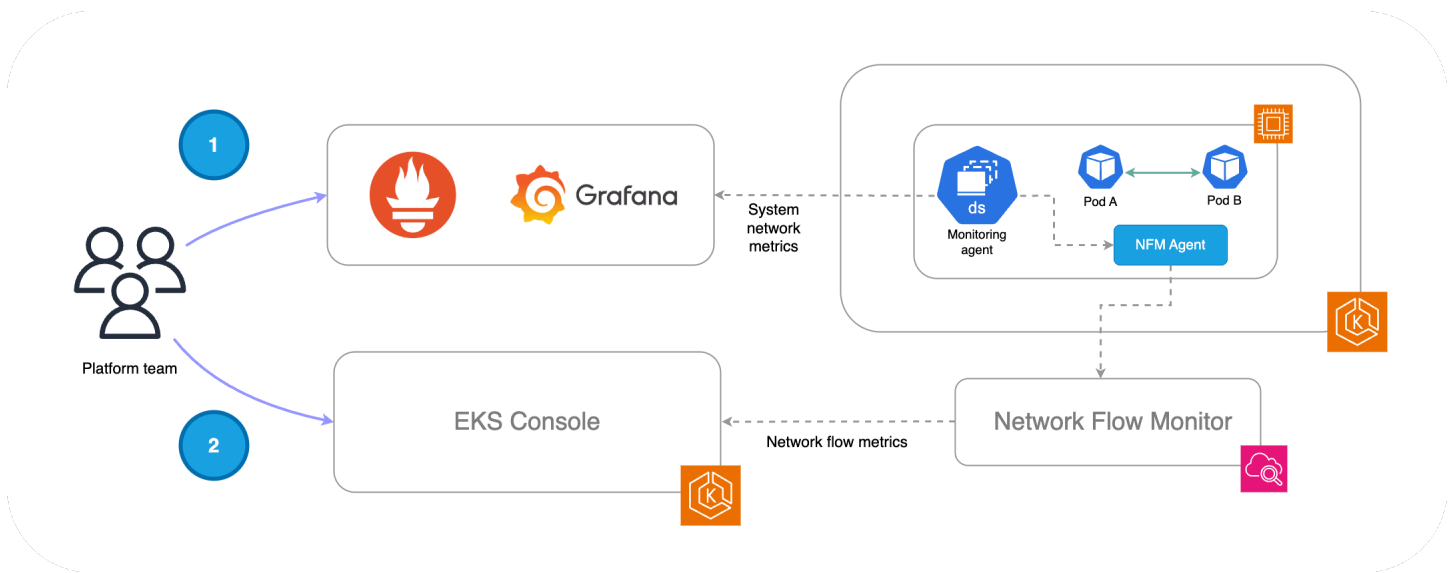 1
Grafana
System
network
metrics
ds
Monitoring
agent
Pod A
Pod B
NFM Agent
K
Platform team
2
EKS Console
K
Network flow metrics
Network Flow Monitor